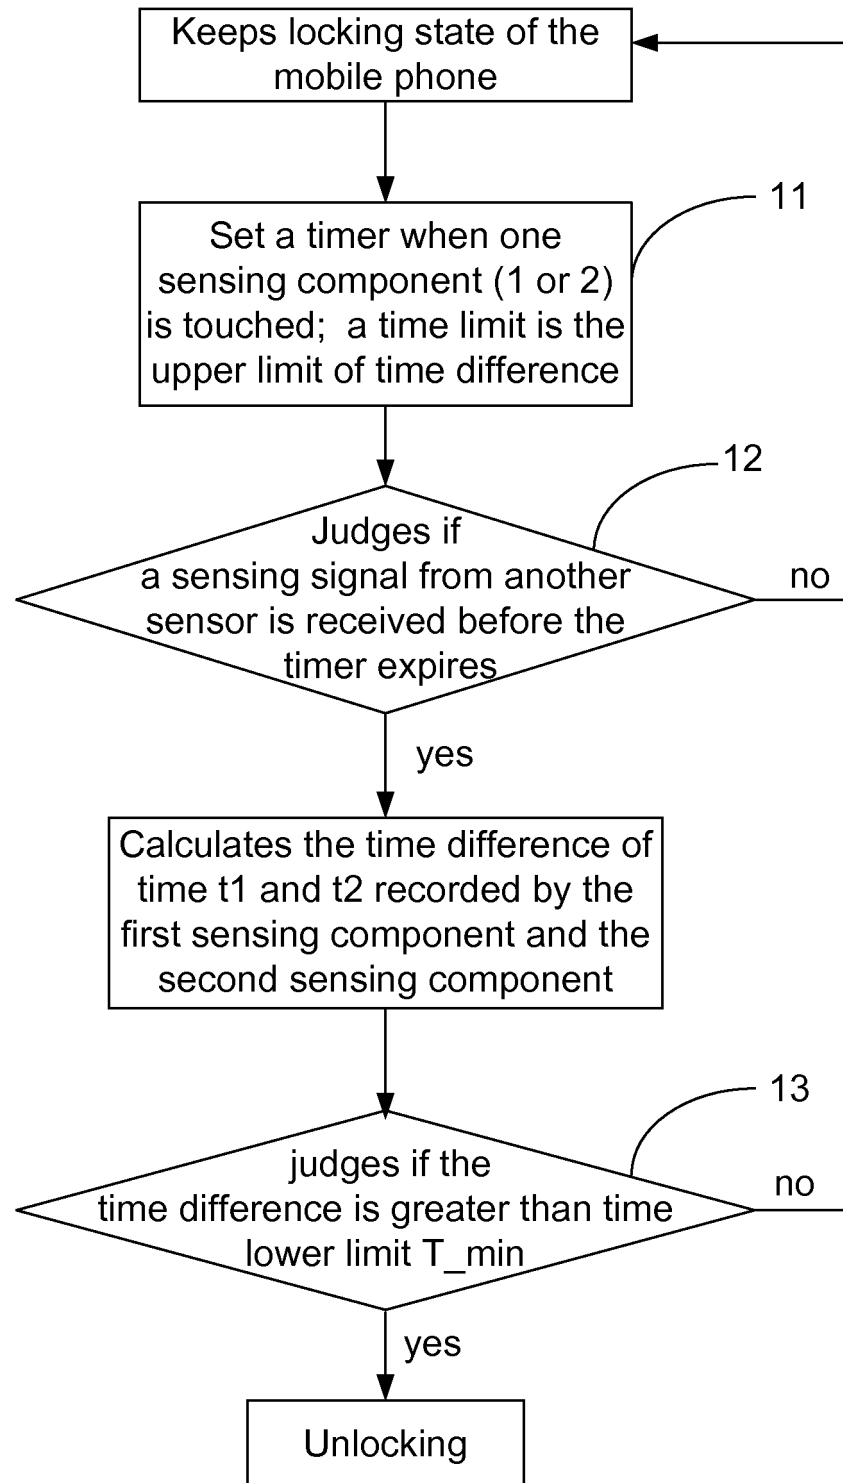 Keeps locking state of the
mobile phone
11
Set a timer when one
sensing component (1 or 2)
is touched;  a time limit is the
upper limit of time difference
12
Judges if
a sensing signal from another
sensor is received before the
timer expires
no
yes
Calculates the time difference of
time t1 and t2 recorded by the
first sensing component and the
second sensing component
13
judges if the
time difference is greater than time
lower limit T_min
no
yes
Unlocking